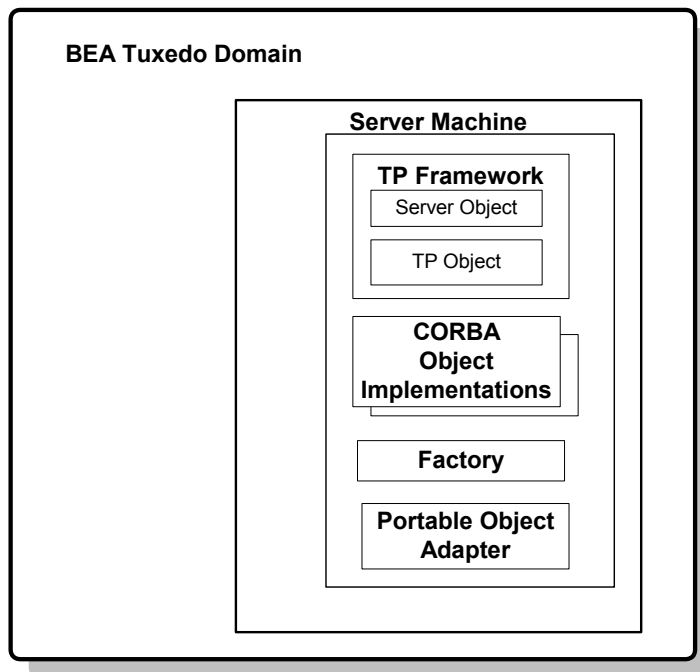 BEA Tuxedo Domain
Server Machine
TP Framework
Server Object
TP Object
CORBA
Object
Implementations
Factory
Portable Object
Adapter